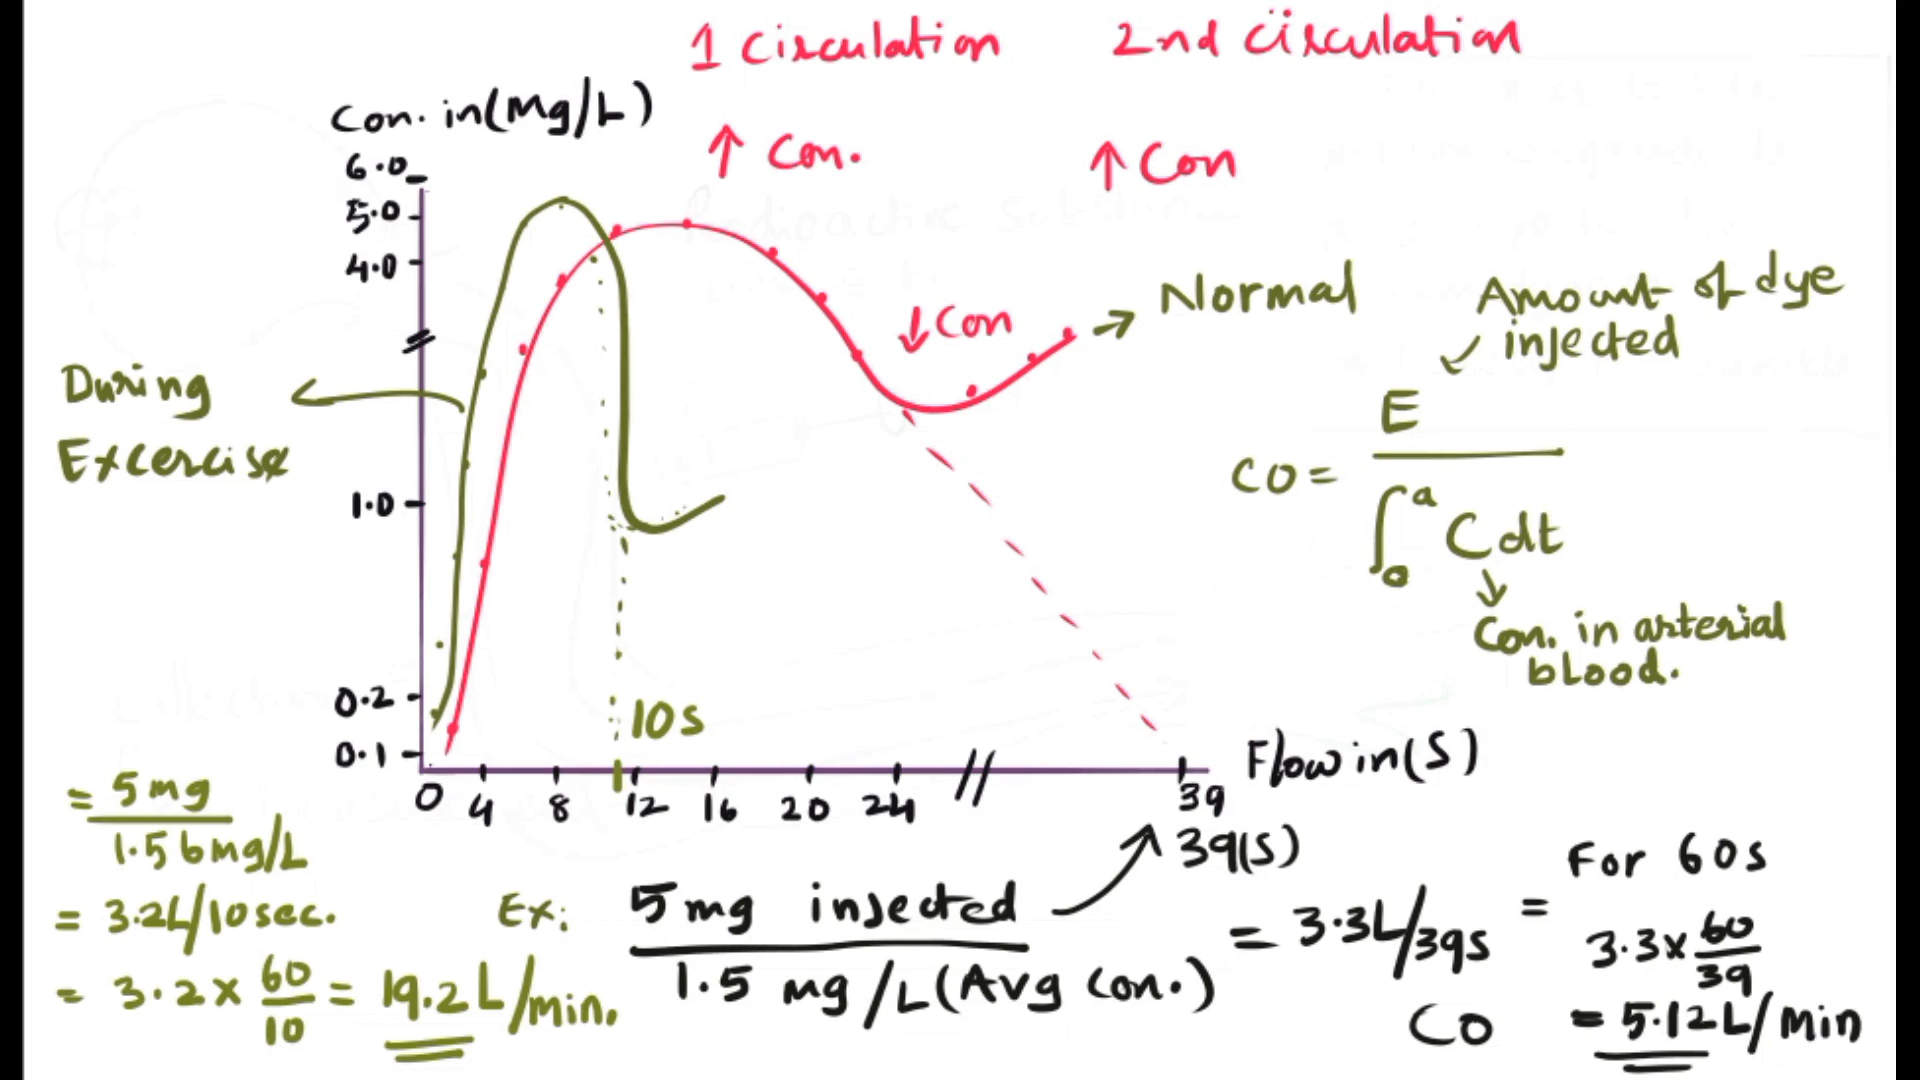 1 Circulation
2nd circulation
Con. in(Mg/L)
↑ Con.
↑ Con
6.0
5.0
4.0
1.0
0.2
0.1
↓ Con
→ Normal
Amount of dye
injected
During
Excercise
CO = E
∫ 0 a C dt
Con. in arterial
blood.
10s
0 4 8 12 16 20 24 39
Flow in(S)
39(S)
= 5mg
1.56mg/L
= 3.2L/10sec.
= 3.2 x 60/10 = 19.2 L/min.
Ex: 5mg injected
1.5 mg/L (Avg con.)
= 3.3L/39s =
For 60s
3.3 x 60/39
CO = 5.12 L/Min